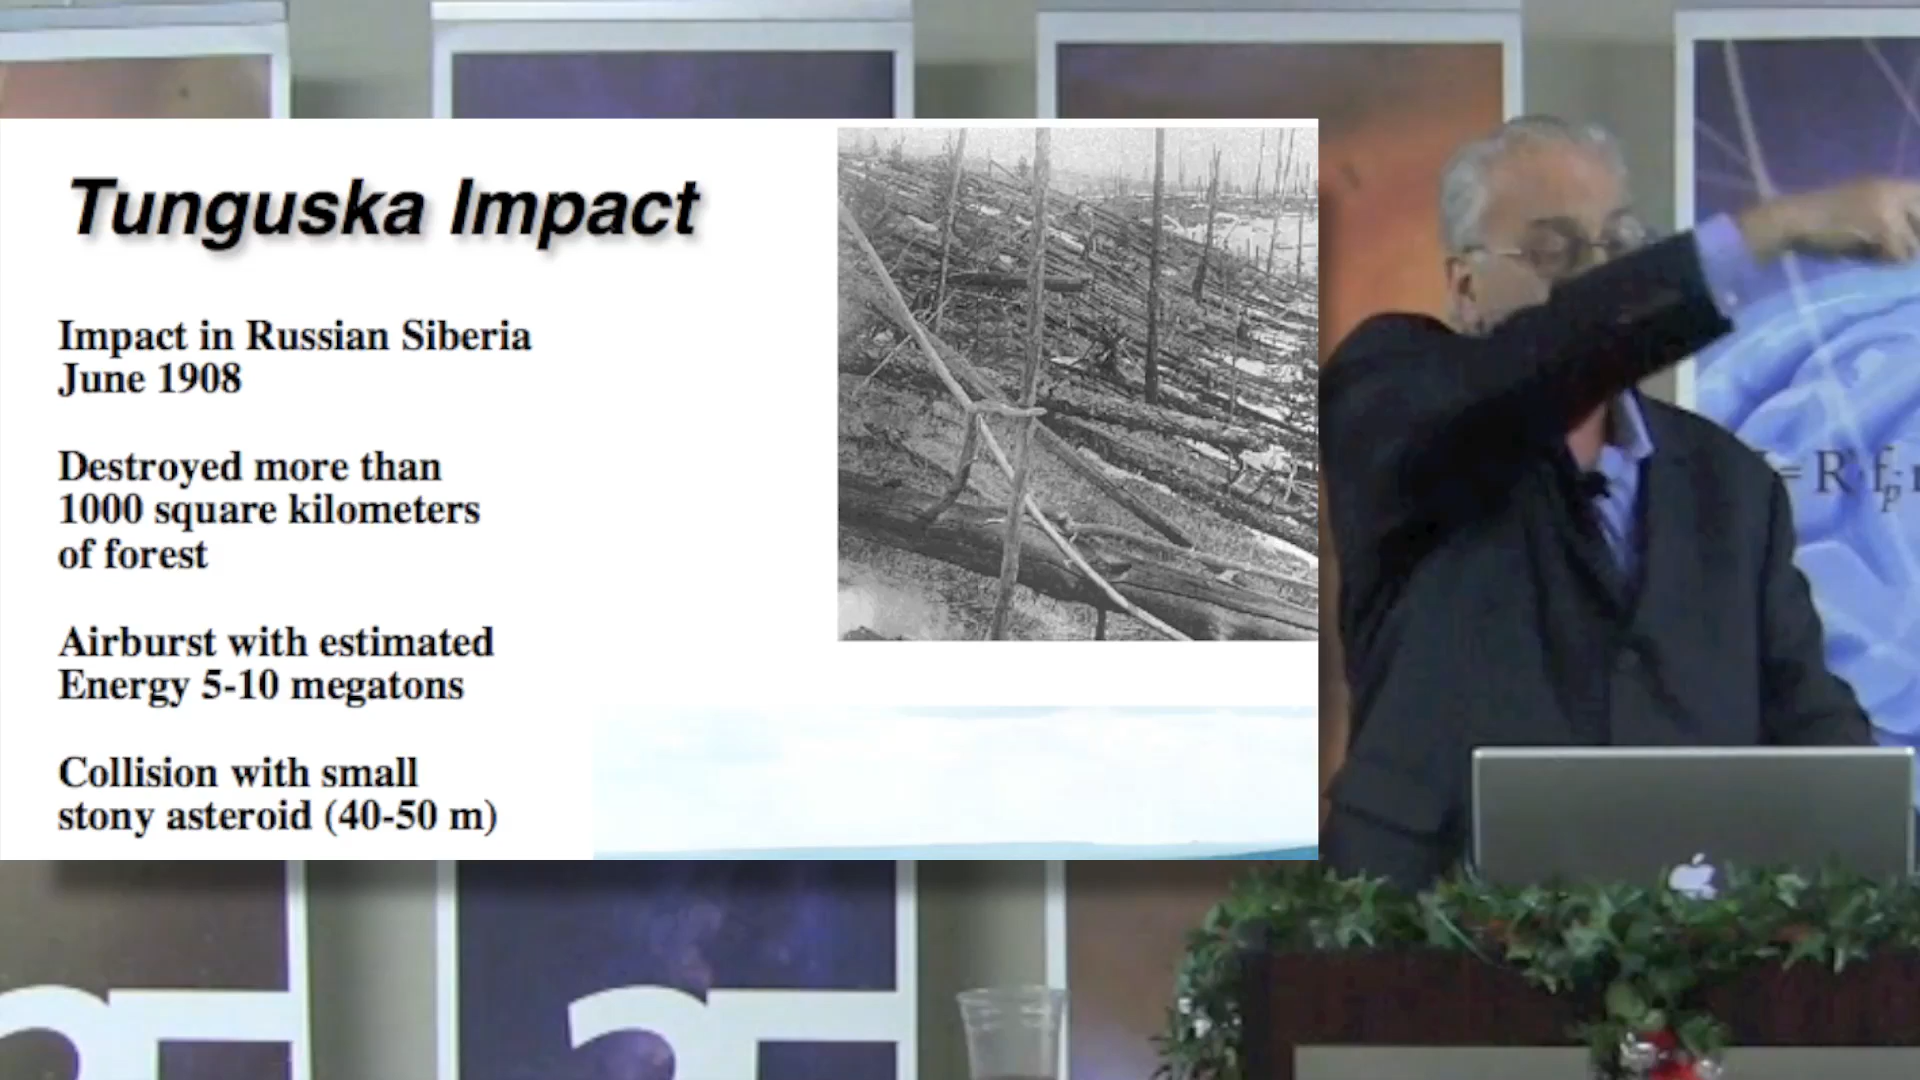 Tunguska Impact
Impact in Russian Siberia
June 1908
Destroyed more than
1000 square kilometers
of forest
Airburst with estimated
Energy 5-10 megatons
Collision with small
stony asteroid (40-50 m)
= R f
p